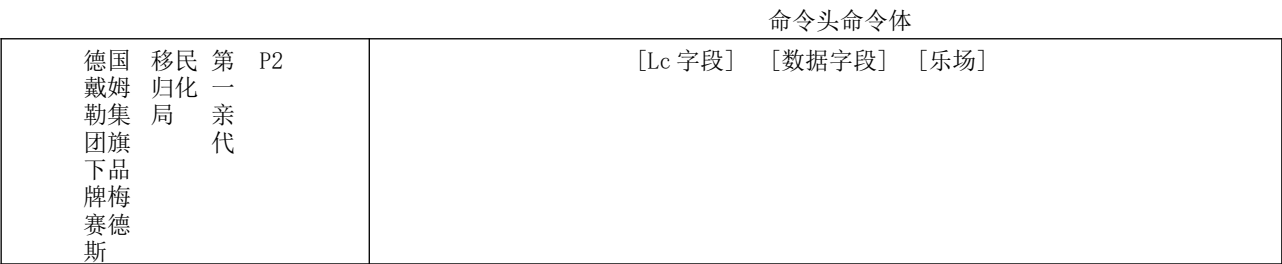 命令头命令体
德国 移民 第 P2 [Lc字段] [数据字段] [乐场]
戴姆 归化 一
勒集 局 亲
团旗 代
下品
牌梅
赛德
斯